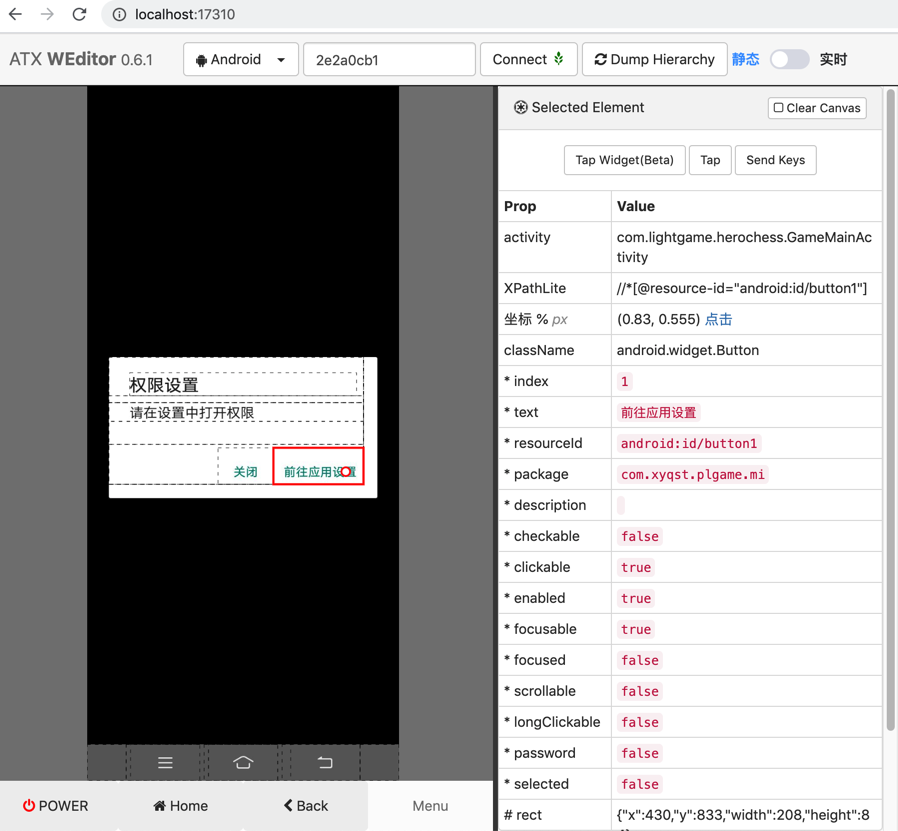 localhost:17310
ATX WEditor 0.6.1
Android
2e2a0cb1
Connect
Dump Hierarchy
静态
实时
权限设置
请在设置中打开权限
关闭
前往应用设置
POWER
Home
Back
Menu
Selected Element
Clear Canvas
Tap Widget(Beta)
Tap
Send Keys
Prop Value
activity com.lightgame.herochess.GameMainAc
tivity
XPathLite //*[@resource-id="android:id/button1"]
坐标 % px (0.83, 0.555) 点击
className android.widget.Button
* index 1
* text 前往应用设置
* resourceId android:id/button1
* package com.xyqst.plgame.mi
* description
* checkable false
* clickable true
* enabled true
* focusable true
* focused false
* scrollable false
* longClickable false
* password false
* selected false
# rect {"x":430,"y":833,"width":208,"height":8